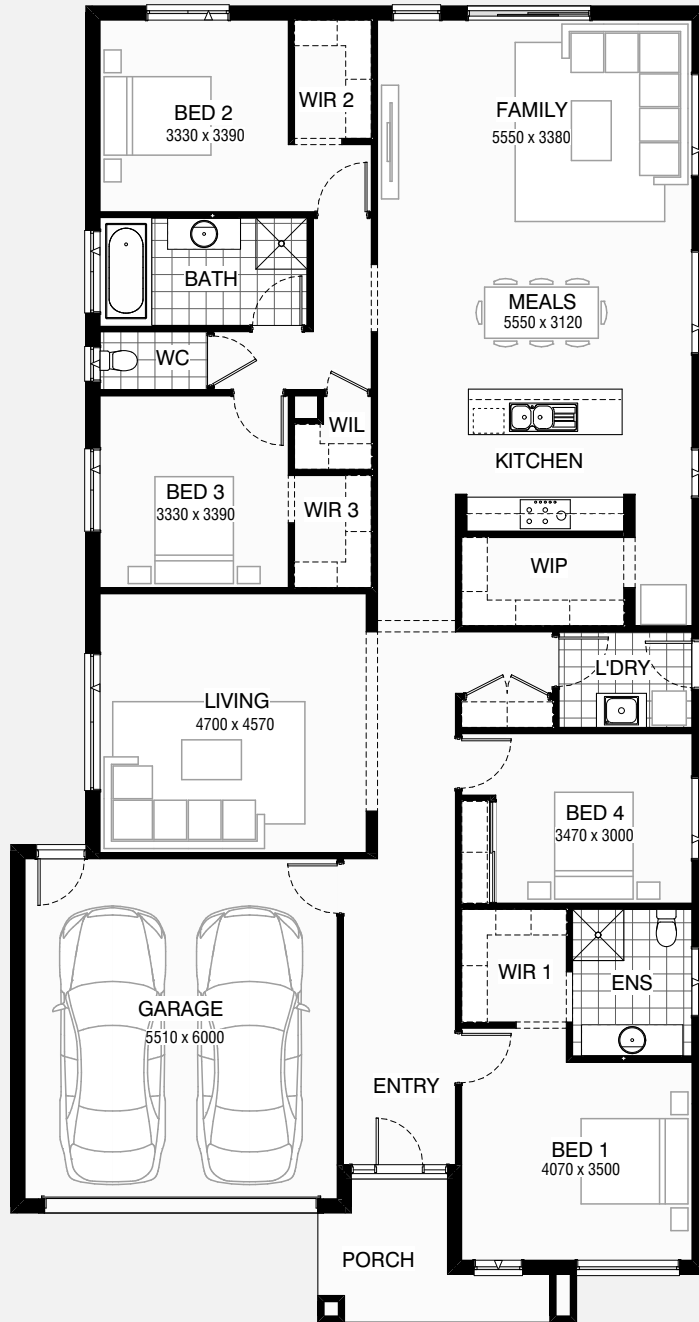 BED 2
3330 x 3390
WIR 2
FAMILY
5550 x 3380
BATH
MEALS
5550 x 3120
WC
WIL
KITCHEN
BED 3
3330 x 3390
WIR 3
WIP
L'DRY
LIVING
4700 x 4570
BED 4
3470 x 3000
WIR 1
ENS
GARAGE
5510 x 6000
ENTRY
BED 1
4070 x 3500
PORCH